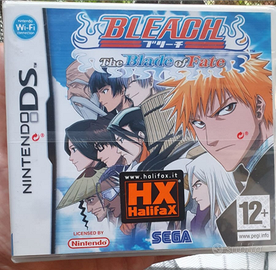 Wi-Fi
BLEACH
ブリーチ
The Blade of Fate
NINTENDO DS
www.halifox.it
HX
HalifaX
LICENSED BY
Nintendo
SEGA
12+
www.pegi.info